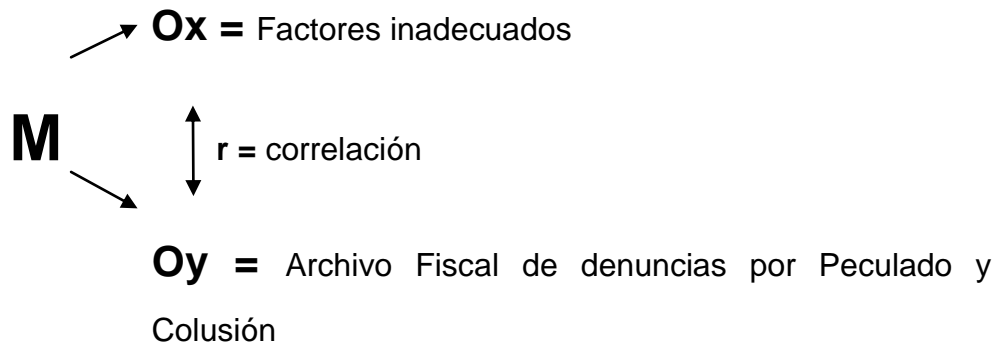 Ox = Factores inadecuados
M
r = correlación
Oy = Archivo Fiscal de denuncias por Peculado y
Colusión